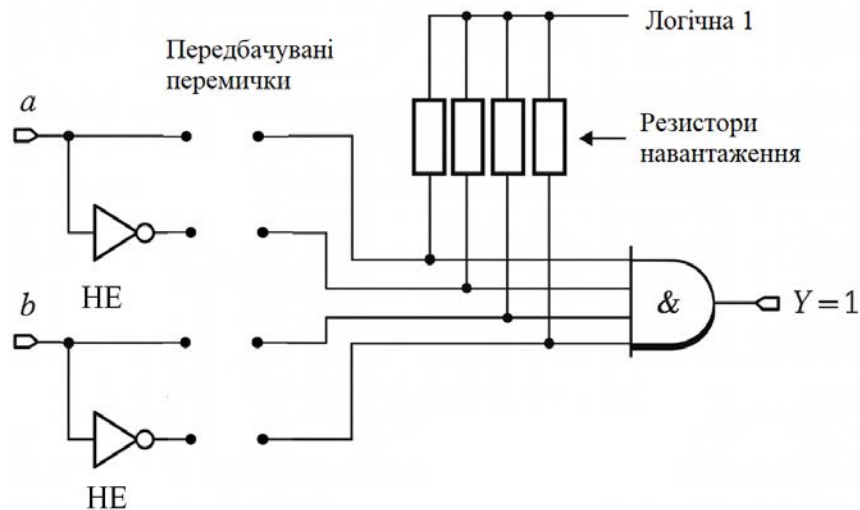 Логічна 1
Передбачувані
перемички
a
Резистори
навантаження
НЕ
b
&
Y = 1
НЕ